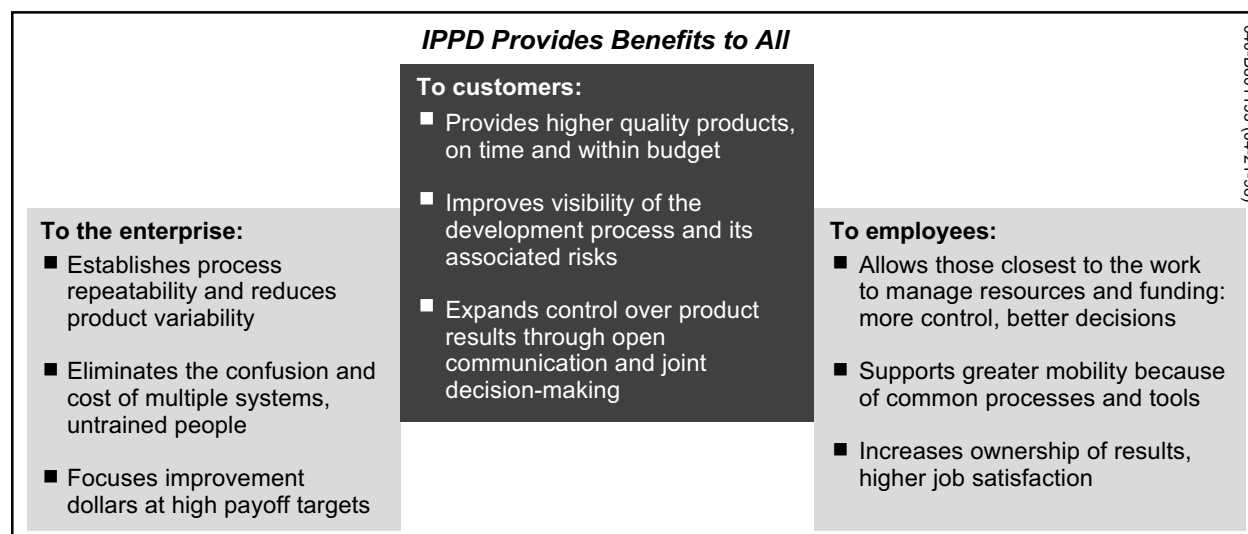 IPPD Provides Benefits to All
To customers:
■ Provides higher quality products,
on time and within budget
■ Improves visibility of the
development process and its
associated risks
■ Expands control over product
results through open
communication and joint
decision-making
To the enterprise:
■ Establishes process
repeatability and reduces
product variability
■ Eliminates the confusion and
cost of multiple systems,
untrained people
■ Focuses improvement
dollars at high payoff targets
To employees:
■ Allows those closest to the work
to manage resources and funding:
more control, better decisions
■ Supports greater mobility because
of common processes and tools
■ Increases ownership of results,
higher job satisfaction